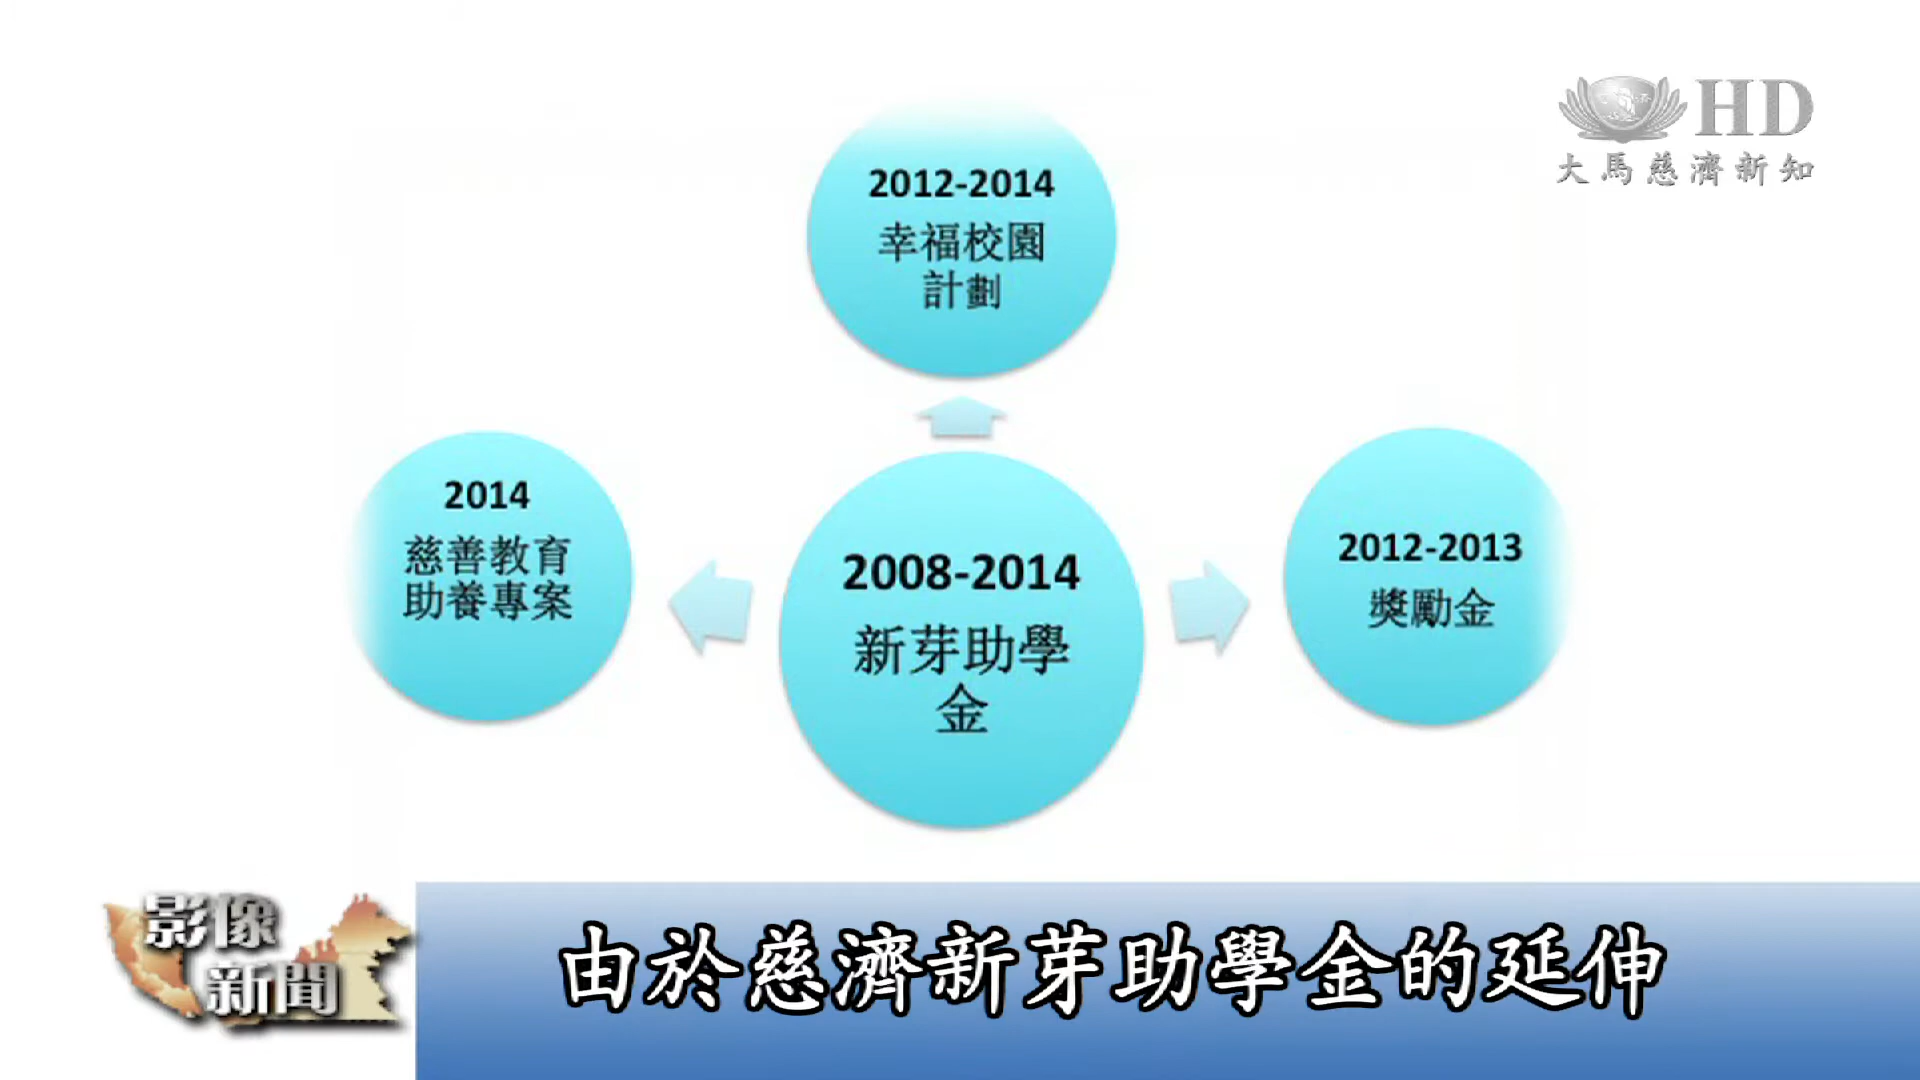 HD
大馬慈濟新知
2012-2014
幸福校園
計劃
2014
慈善教育
助養專案
2008-2014
新芽助學
金
2012-2013
獎勵金
影像
新聞
由於慈濟新芽助學金的延伸